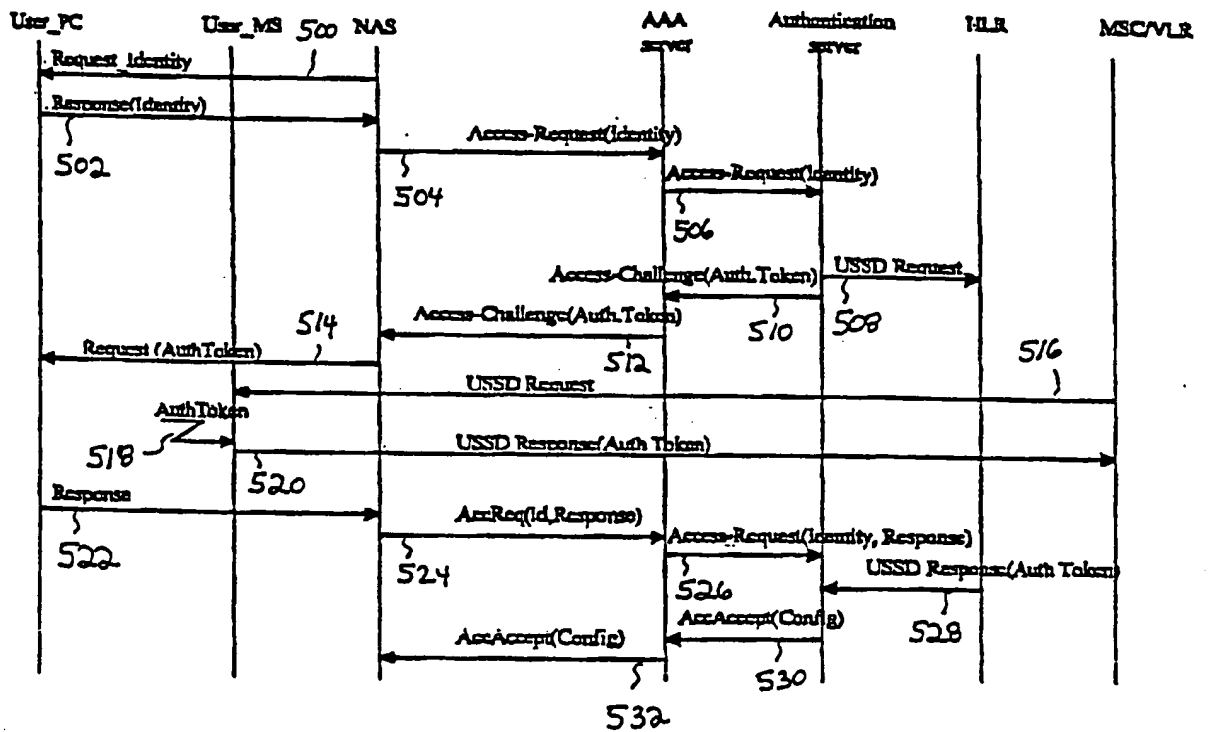 User_PC User_MS 500 NAS AAA server Authentication server HLR MSC/VLR
Request_Identity
Response(Identity)
502
Access-Request(Identity)
504
Access-Request(Identity)
506
USSD Request
508
Access-Challenge(Auth.Token)
510
Access-Challenge(Auth.Token)
512
514
Request (AuthToken)
516
USSD Request
AuthToken
518
USSD Response(Auth Token)
520
Response
522
AccReq(id,Response)
524
Access-Request(Identity, Response)
526
USSD Response(Auth Token)
528
AccAccept(Config)
530
AccAccept(Config)
532